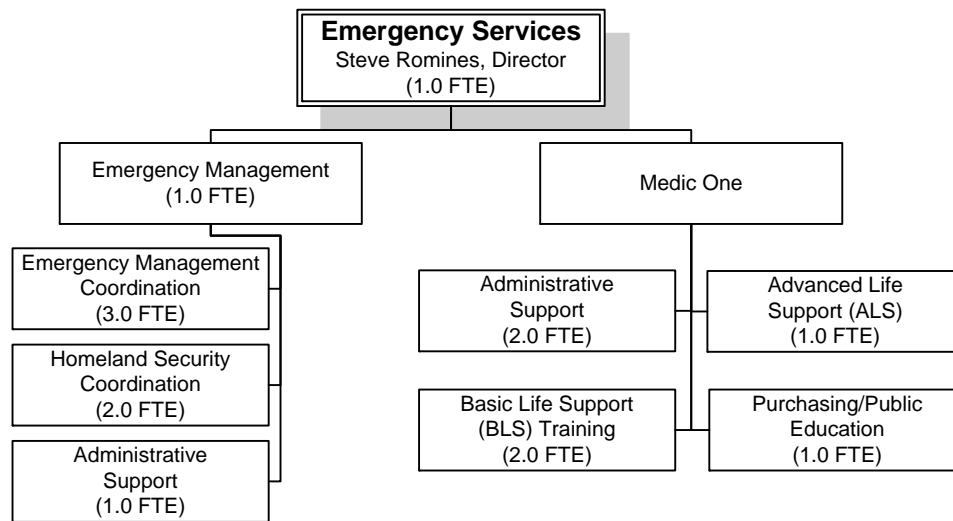 Emergency Services
Steve Romines, Director
(1.0 FTE)
Emergency Management
(1.0 FTE)
Medic One
Emergency Management
Coordination
(3.0 FTE)
Homeland Security
Coordination
(2.0 FTE)
Administrative
Support
(1.0 FTE)
Administrative
Support
(2.0 FTE)
Advanced Life
Support (ALS)
(1.0 FTE)
Basic Life Support
(BLS) Training
(2.0 FTE)
Purchasing/Public
Education
(1.0 FTE)